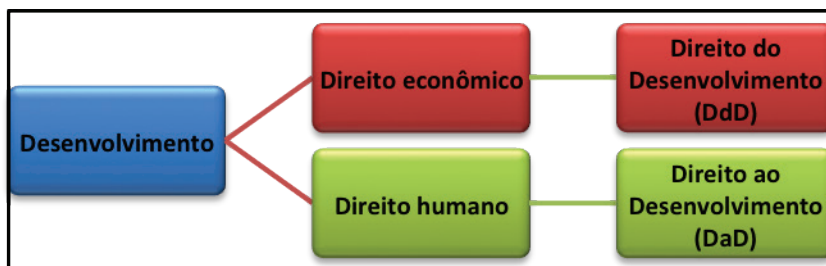 Desenvolvimento
Direito econômico
Direito do
Desenvolvimento
(DdD)
Direito humano
Direito ao
Desenvolvimento
(DaD)